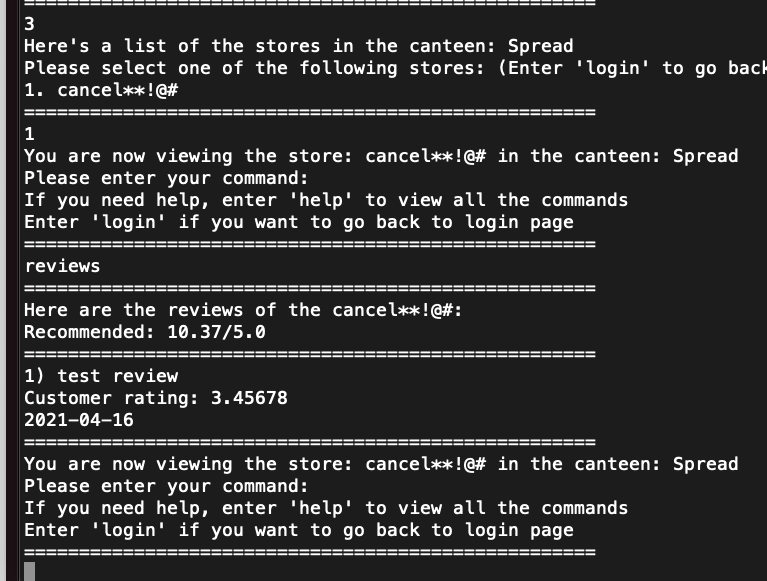 ======================================================
3
Here's a list of the stores in the canteen: Spread
Please select one of the following stores: (Enter 'login' to go back
1. cancel**!@#
====================================================
1
You are now viewing the store: cancel**!@# in the canteen: Spread
Please enter your command:
If you need help, enter 'help' to view all the commands
Enter 'login' if you want to go back to login page
====================================================
reviews
====================================================
Here are the reviews of the cancel**!@#:
Recommended: 10.37/5.0
====================================================
1) test review
Customer rating: 3.45678
2021-04-16
====================================================
You are now viewing the store: cancel**!@# in the canteen: Spread
Please enter your command:
If you need help, enter 'help' to view all the commands
Enter 'login' if you want to go back to login page
====================================================